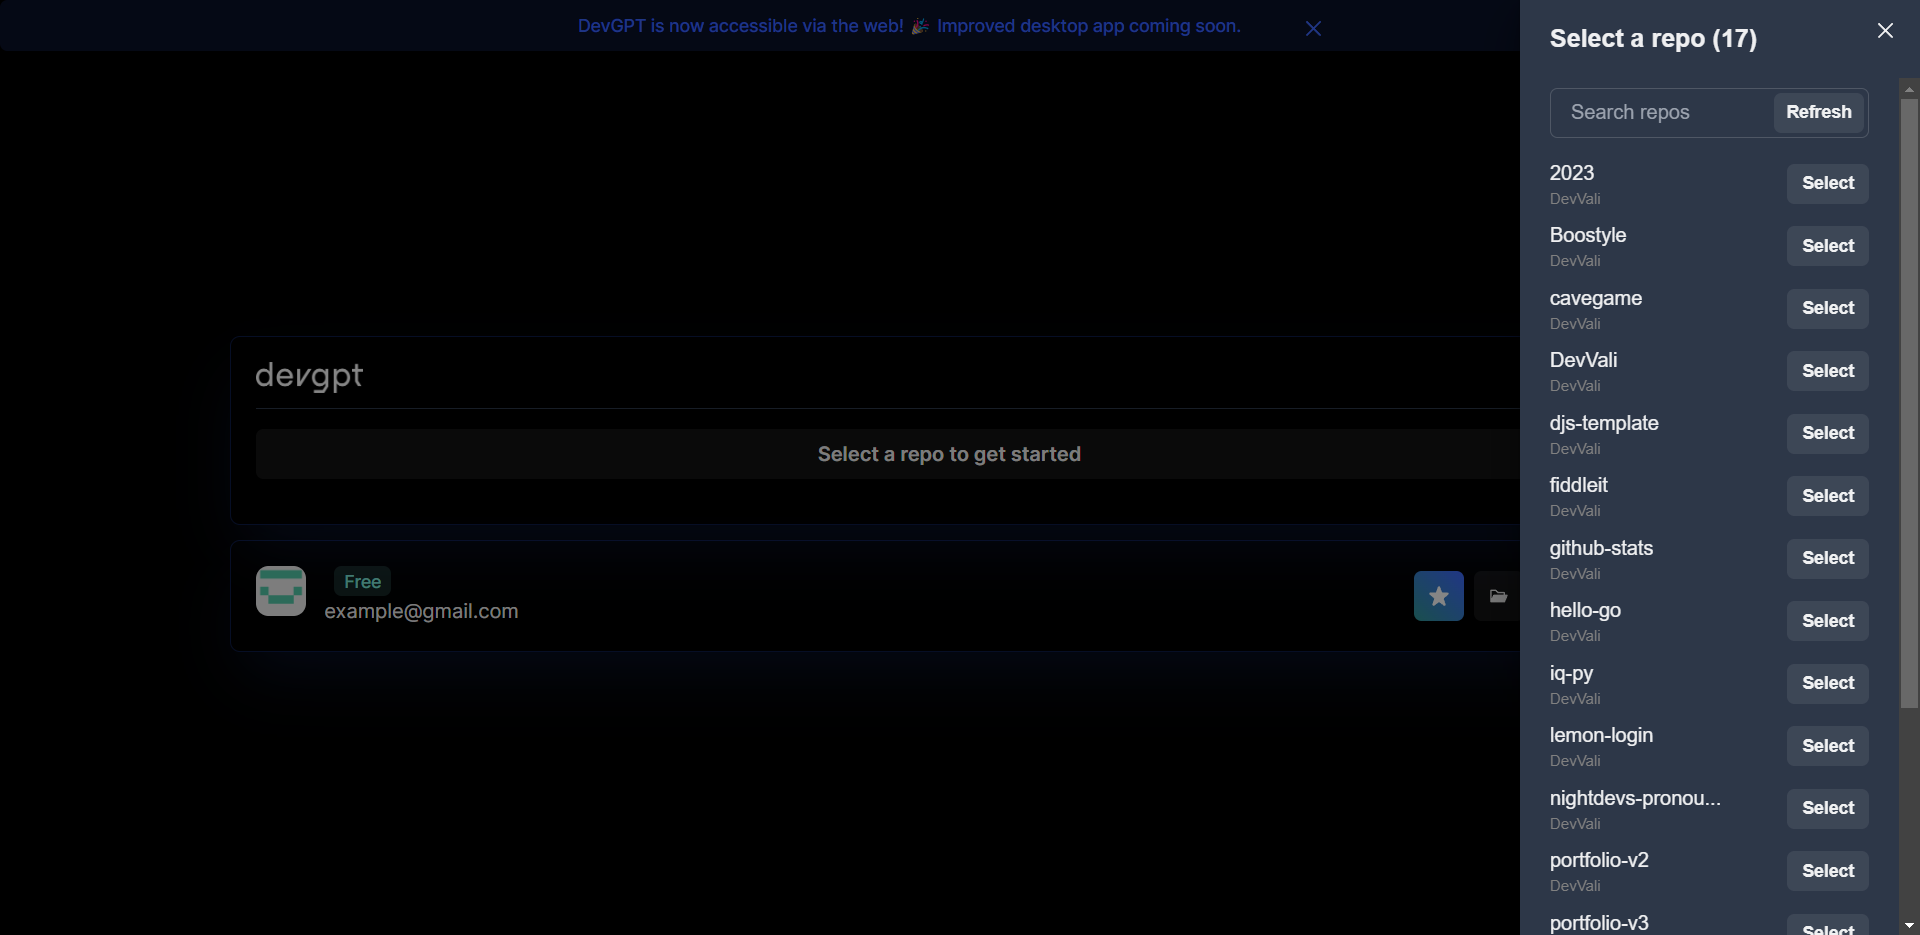 DevGPT is now accessible via the web! 🎉 Improved desktop app coming soon.
devgpt
Select a repo to get started
Free
example@gmail.com
Select a repo (17)
Search repos Refresh
2023
DevVali
Select
Boostyle
DevVali
Select
cavegame
DevVali
Select
DevVali
DevVali
Select
djs-template
DevVali
Select
fiddleit
DevVali
Select
github-stats
DevVali
Select
hello-go
DevVali
Select
iq-py
DevVali
Select
lemon-login
DevVali
Select
nightdevs-pronou...
DevVali
Select
portfolio-v2
DevVali
Select
portfolio-v3
Select